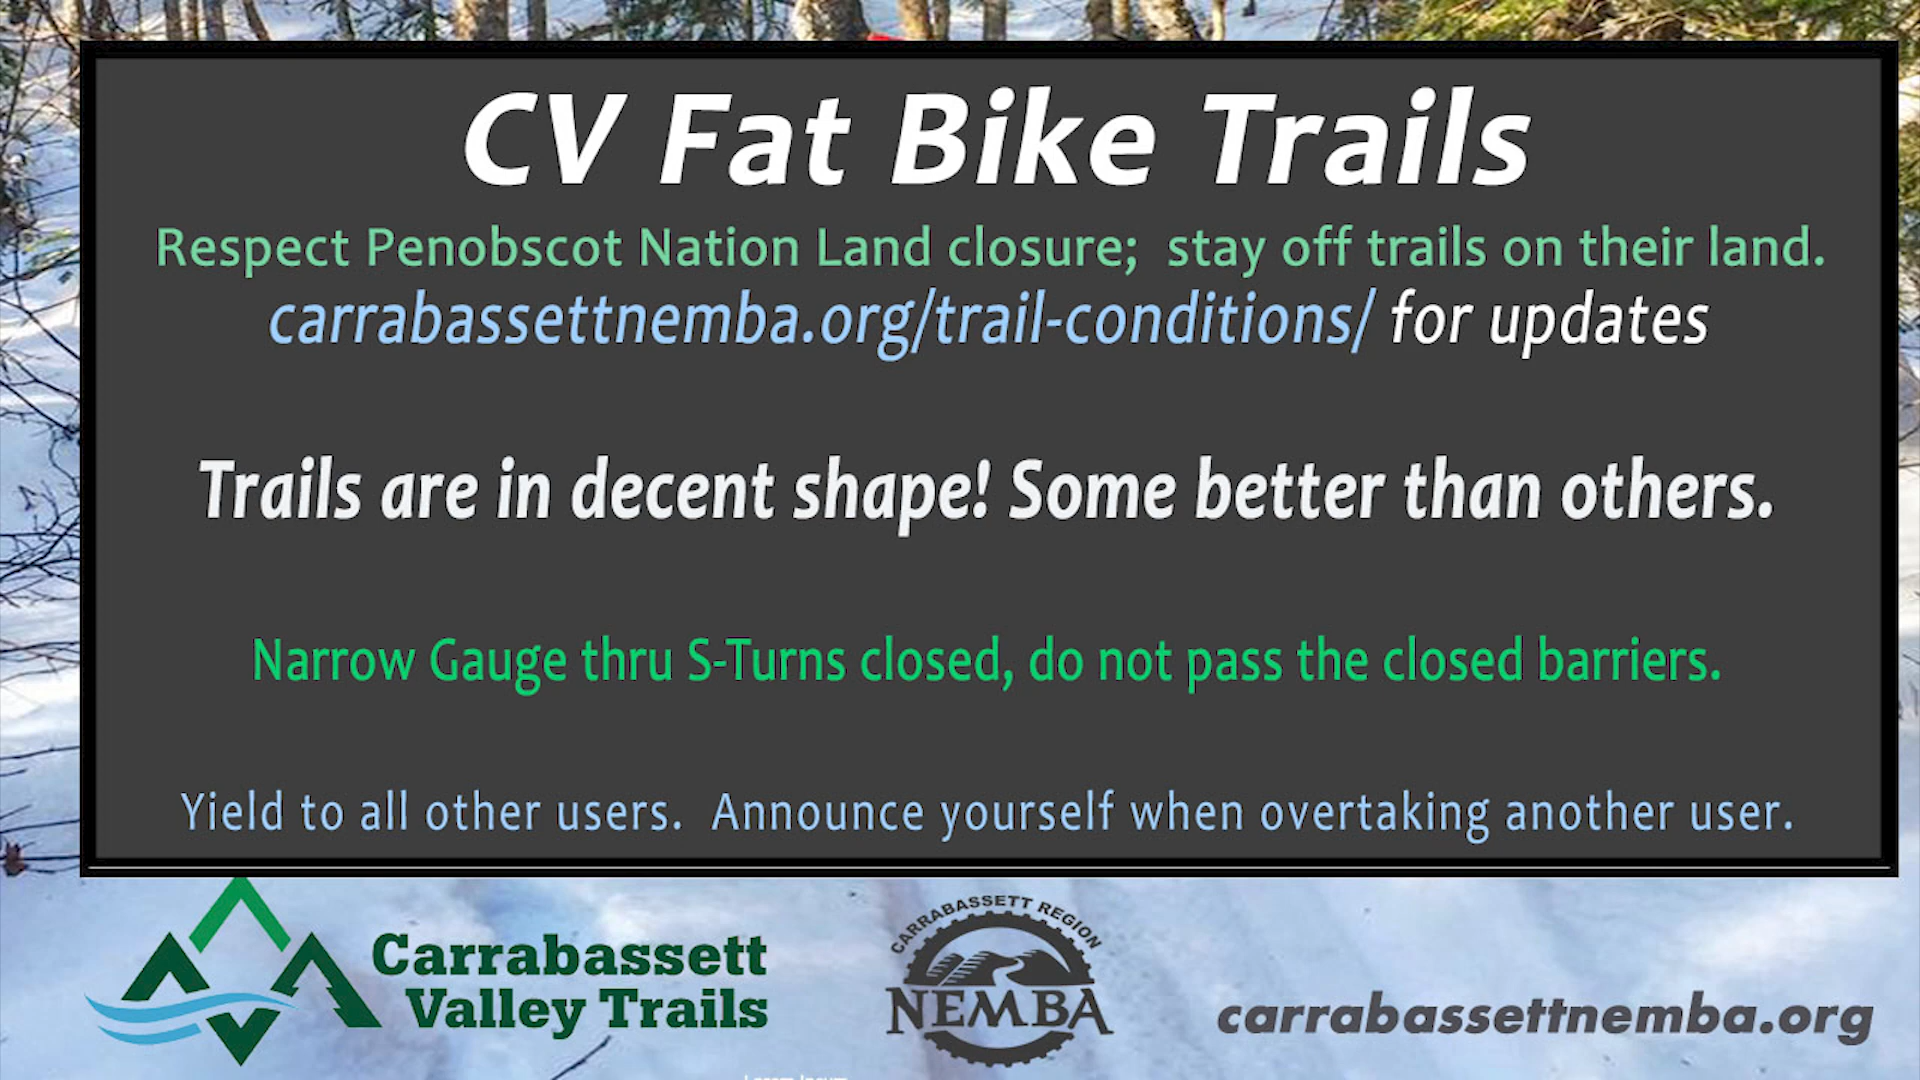 CV Fat Bike Trails
Respect Penobscot Nation Land closure; stay off trails on their land.
carrabassettnemba.org/trail-conditions/ for updates
Trails are in decent shape! Some better than others.
Narrow Gauge thru S-Turns closed, do not pass the closed barriers.
Yield to all other users. Announce yourself when overtaking another user.
Carrabassett
Valley Trails
CARRABASSETT REGION
NEMBA
carrabassettnemba.org
Lorem Ipsum